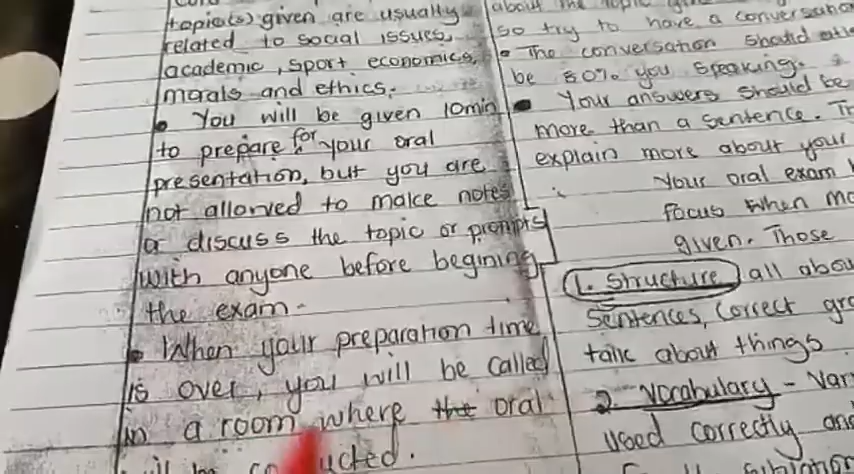 topic(s) given are usually
related to social issues,
academic, sport economics,
morals and ethics.
• You will be given 10min
to prepare for your oral
presentation, but you are
not allowed to make notes
a discuss the topic or prompts
with anyone before begining
the exam.
• When your preparation time
is over, you will be called
in a room where the oral
about the topic
so try to have a conversation
• The conversation should
be 80% you speaking.
• Your answers should be
more than a sentence.
explain more about your
Your oral exam
focus when
given. Those
1. Structure all
sentences, correct
talk about things
2. Vocabulary -
used correctly